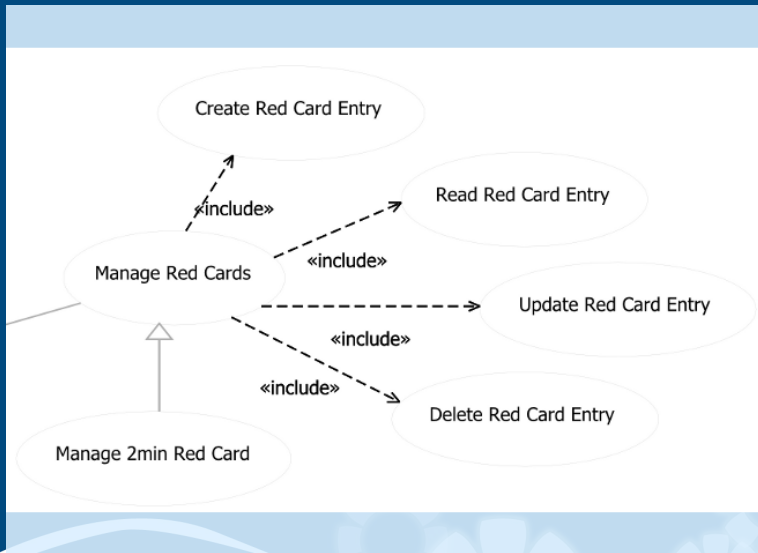 Create Red Card Entry
«include»
Read Red Card Entry
«include»
Manage Red Cards
Update Red Card Entry
«include»
«include»
Delete Red Card Entry
Manage 2min Red Card